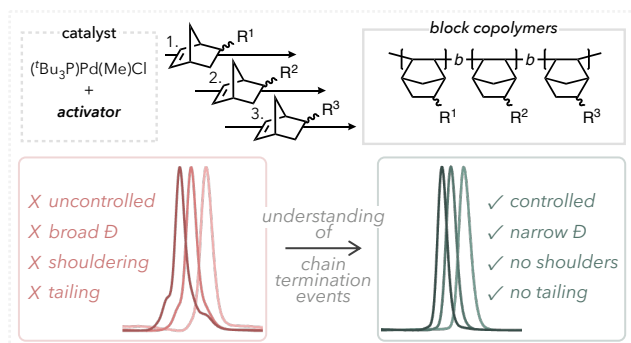 catalyst
(ᵗBu₃P)Pd(Me)Cl
+
activator
1.
R¹
2.
R²
3.
R³
block copolymers
b
b
R¹
R²
R³
X uncontrolled
X broad Đ
X shouldering
X tailing
understanding
of
chain
termination
events
✓ controlled
✓ narrow Đ
✓ no shoulders
✓ no tailing